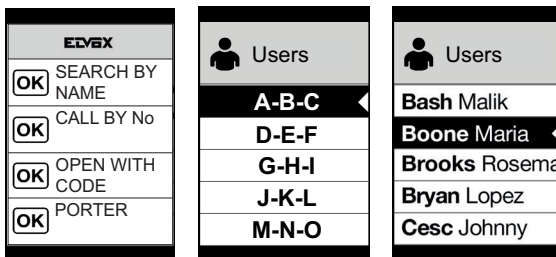 ELVOX
OK SEARCH BY
NAME
OK CALL BY No
OK OPEN WITH
CODE
OK PORTER
Users
A-B-C
D-E-F
G-H-I
J-K-L
M-N-O
Users
Bash Malik
Boone Maria
Brooks Rosema
Bryan Lopez
Cesc Johnny